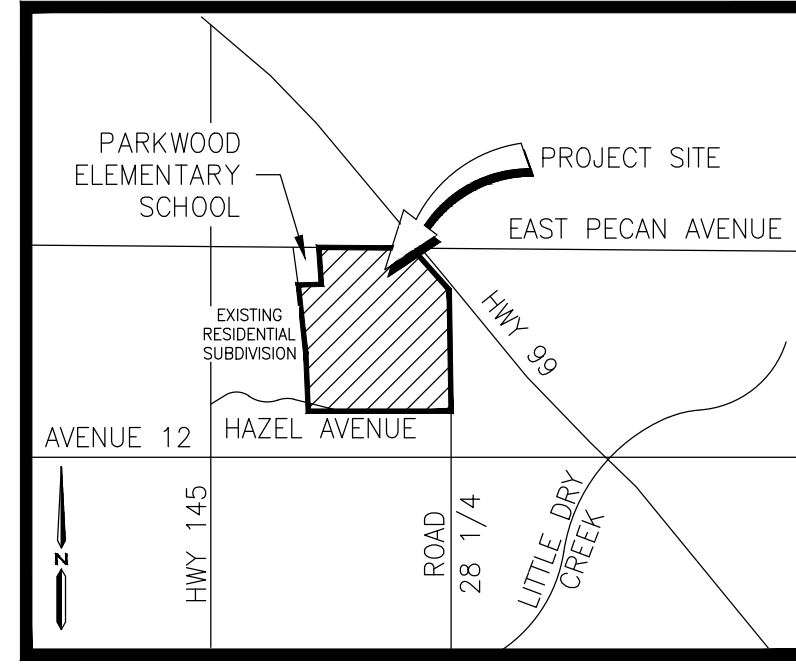 PARKWOOD
ELEMENTARY
SCHOOL
PROJECT SITE
EAST PECAN AVENUE
EXISTING
RESIDENTIAL
SUBDIVISION
HWY 99
HAZEL AVENUE
AVENUE 12
HWY 145
ROAD
28 1/4
LITTLE DRY
CREEK
N